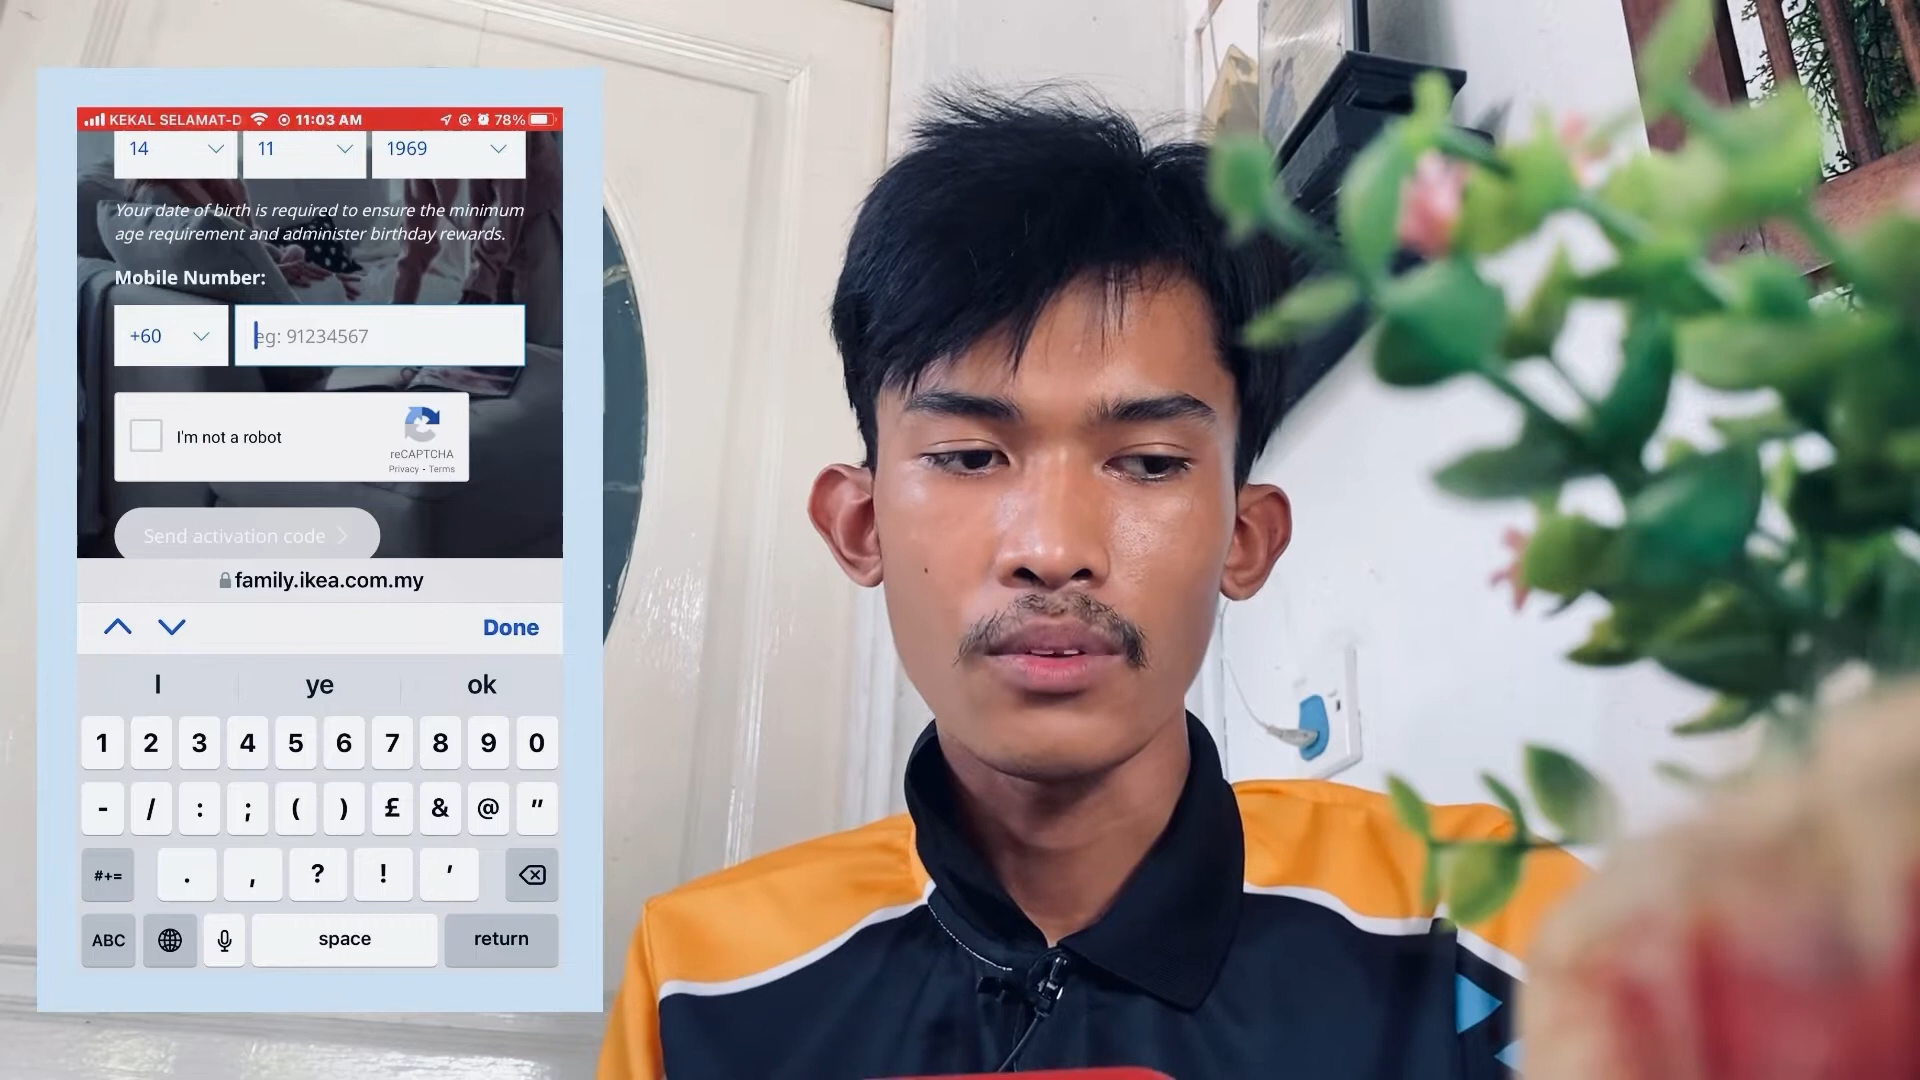 KEKAL SELAMAT-D 11:03 AM 78%
14 11 1969
Your date of birth is required to ensure the minimum
age requirement and administer birthday rewards.
Mobile Number:
+60 eg: 91234567
I'm not a robot
reCAPTCHA
Privacy - Terms
Send activation code
family.ikea.com.my
Done
I ye ok
1 2 3 4 5 6 7 8 9 0
- / : ; ( ) £ & @ "
#+= . , ? ! '
ABC space return